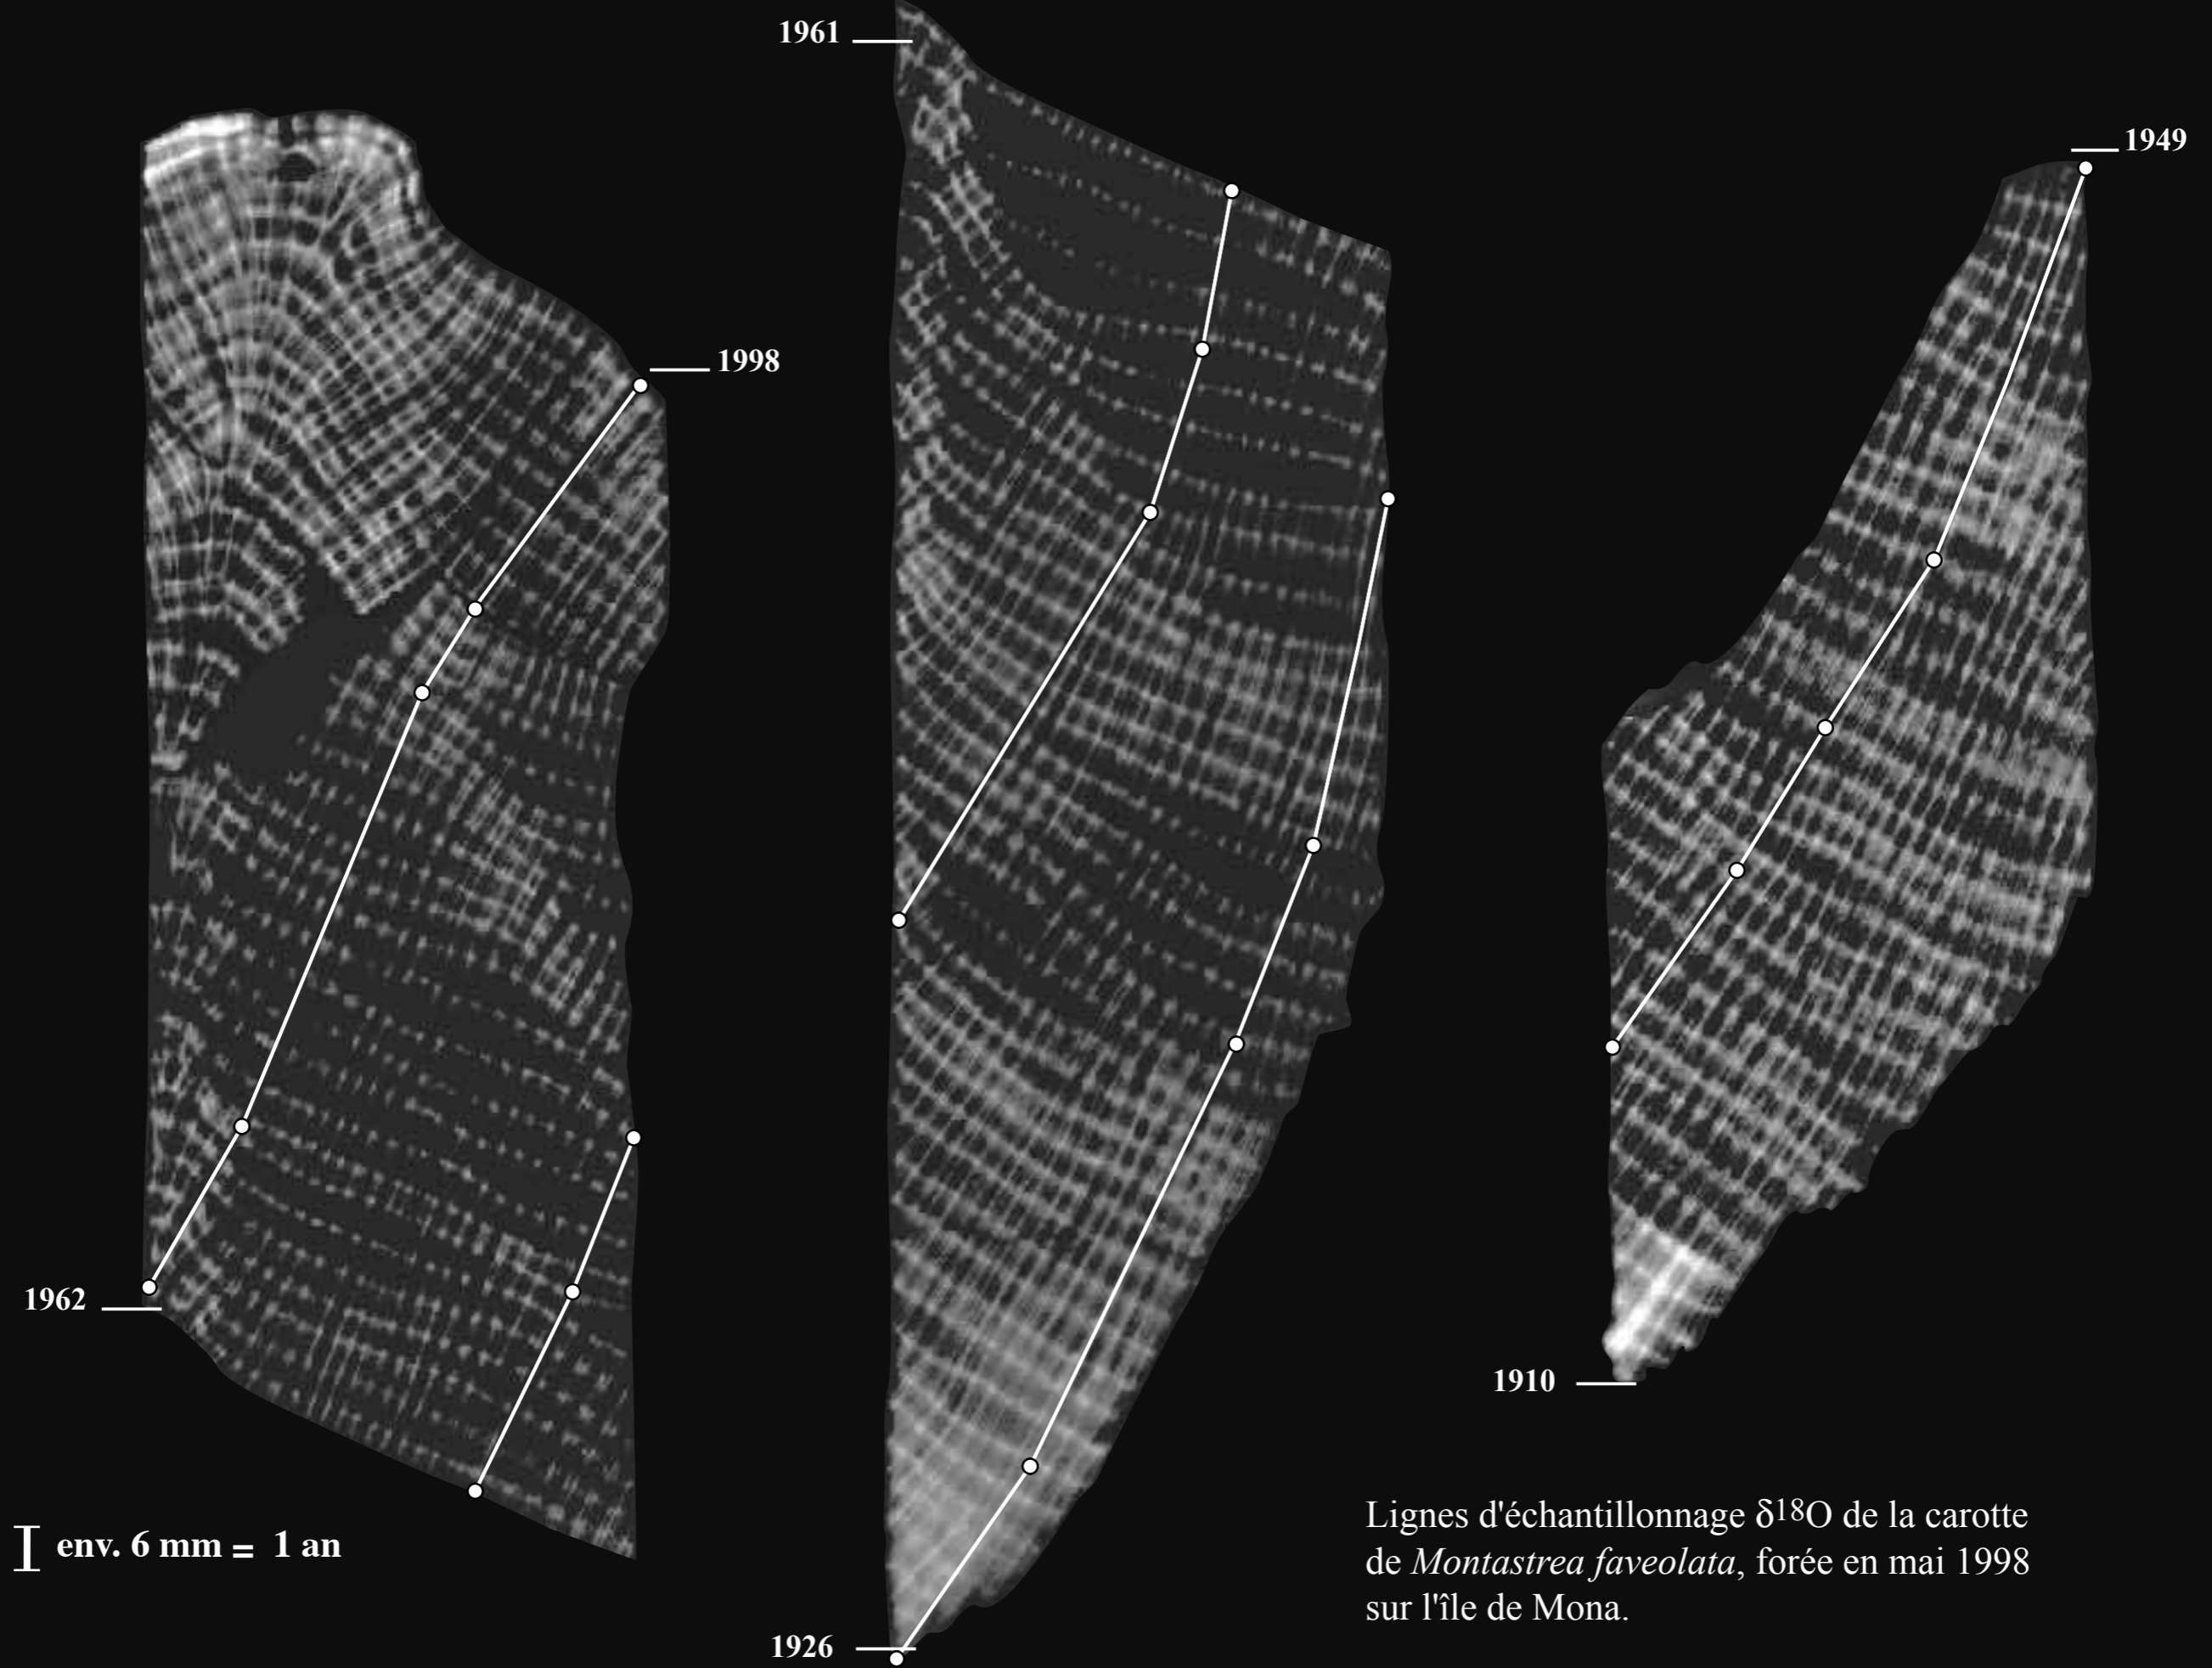 1961
1949
1998
1962
1910
env. 6 mm = 1 an
Lignes d'échantillonnage δ18O de la carotte
de Montastrea faveolata, forée en mai 1998
sur l'île de Mona.
1926